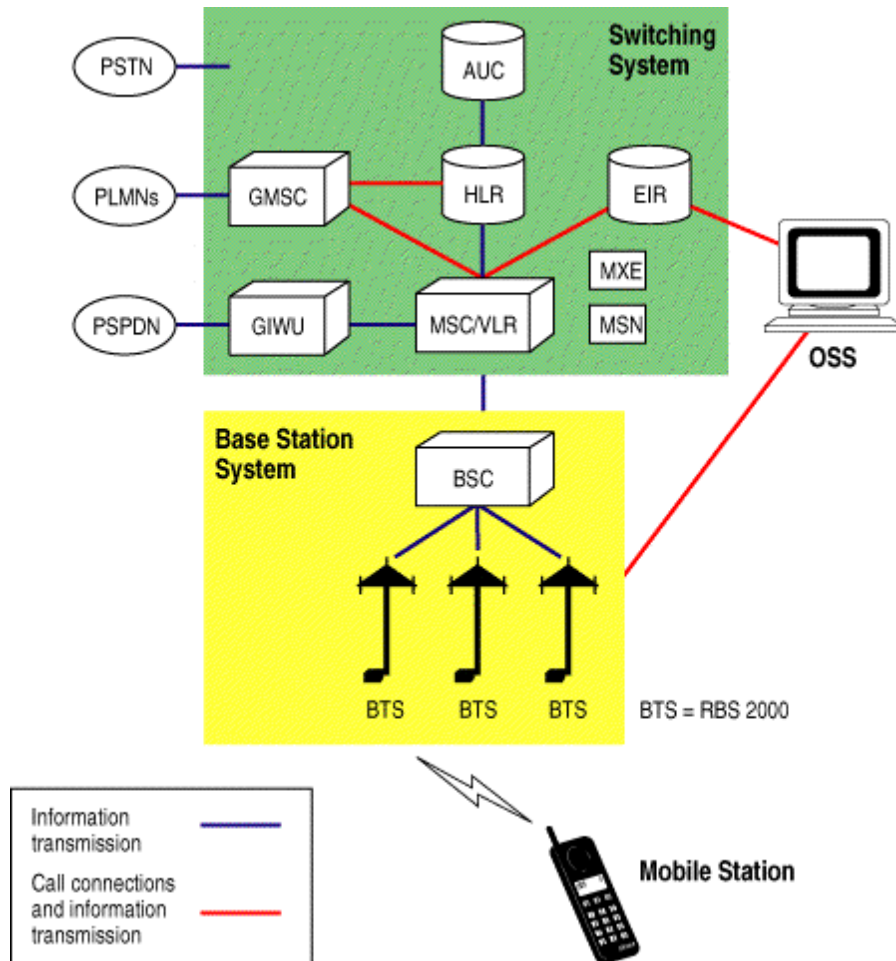 Switching
System
PSTN
AUC
PLMNs
GMSC
HLR
EIR
MXE
PSPDN
GIWU
MSC/VLR
MSN
OSS
Base Station
System
BSC
BTS
BTS
BTS
BTS = RBS 2000
Information
transmission
Call connections
and information
transmission
Mobile Station